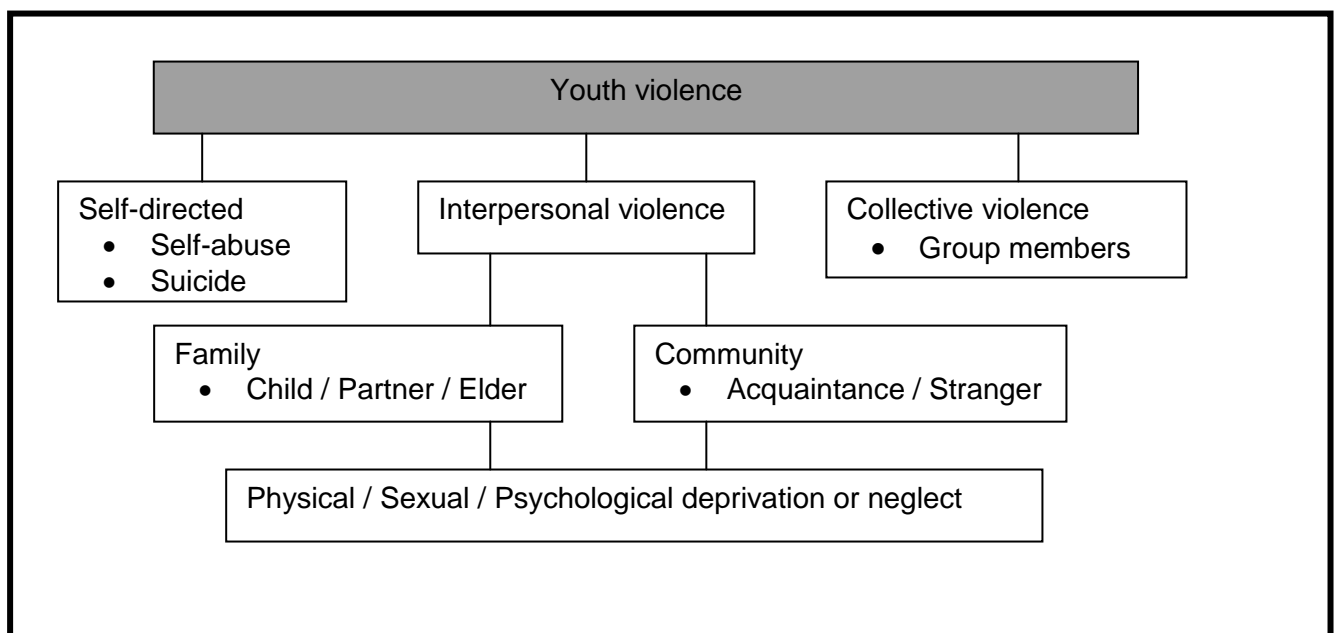 Youth violence
Self-directed
• Self-abuse
• Suicide
Interpersonal violence
Collective violence
• Group members
Family
• Child / Partner / Elder
Community
• Acquaintance / Stranger
Physical / Sexual / Psychological deprivation or neglect